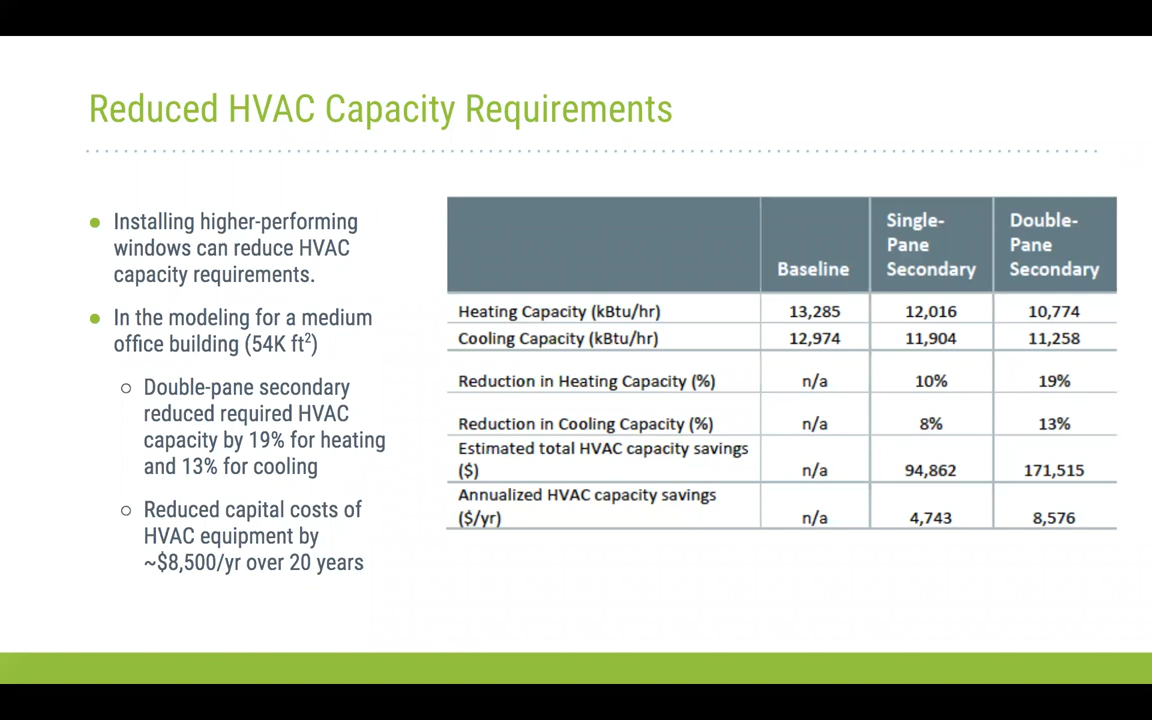 Reduced HVAC Capacity Requirements
● Installing higher-performing
windows can reduce HVAC
capacity requirements.
● In the modeling for a medium
office building (54K ft²)
○ Double-pane secondary
reduced required HVAC
capacity by 19% for heating
and 13% for cooling
○ Reduced capital costs of
HVAC equipment by
~$8,500/yr over 20 years
Baseline Single-Pane Secondary Double-Pane Secondary
Heating Capacity (kBtu/hr) 13,285 12,016 10,774
Cooling Capacity (kBtu/hr) 12,974 11,904 11,258
Reduction in Heating Capacity (%) n/a 10% 19%
Reduction in Cooling Capacity (%) n/a 8% 13%
Estimated total HVAC capacity savings
($) n/a 94,862 171,515
Annualized HVAC capacity savings
($/yr) n/a 4,743 8,576